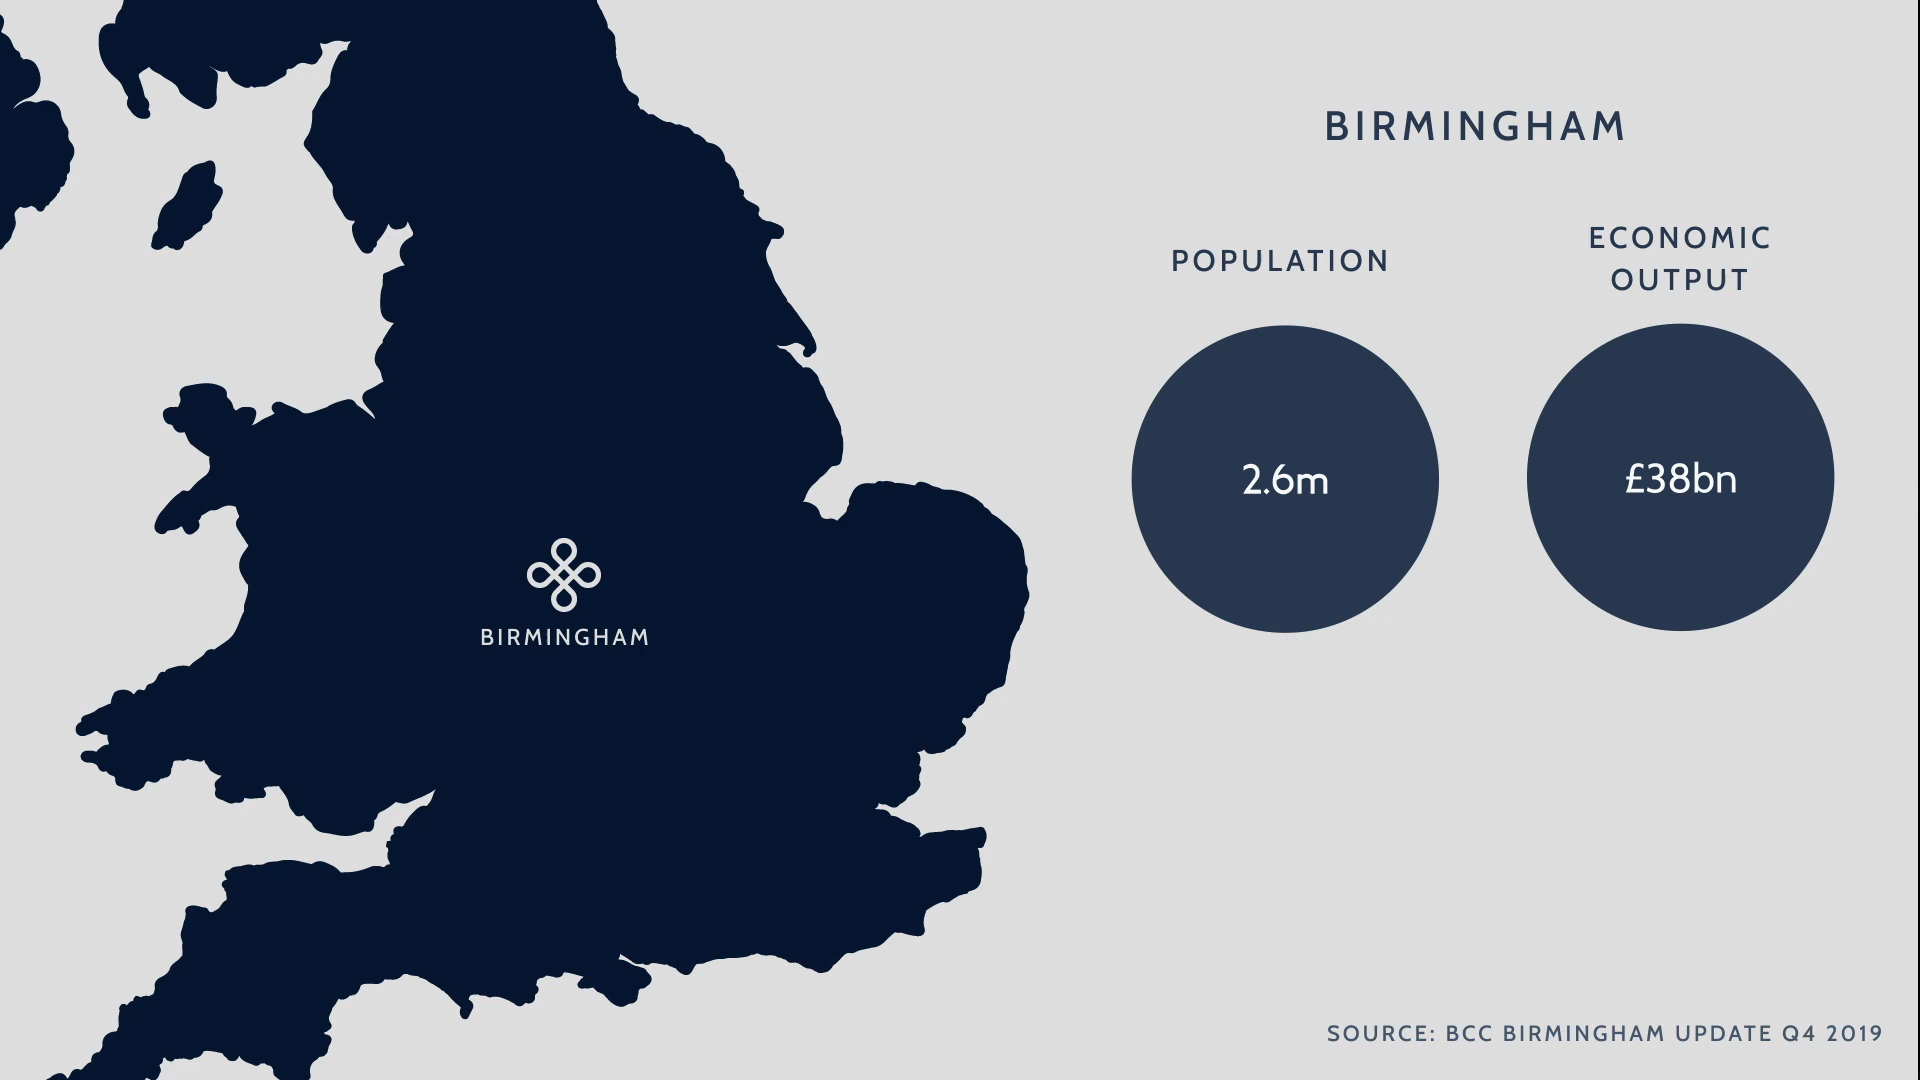 BIRMINGHAM
POPULATION
ECONOMIC
OUTPUT
2.6m
£38bn
BIRMINGHAM
SOURCE: BCC BIRMINGHAM UPDATE Q4 2019